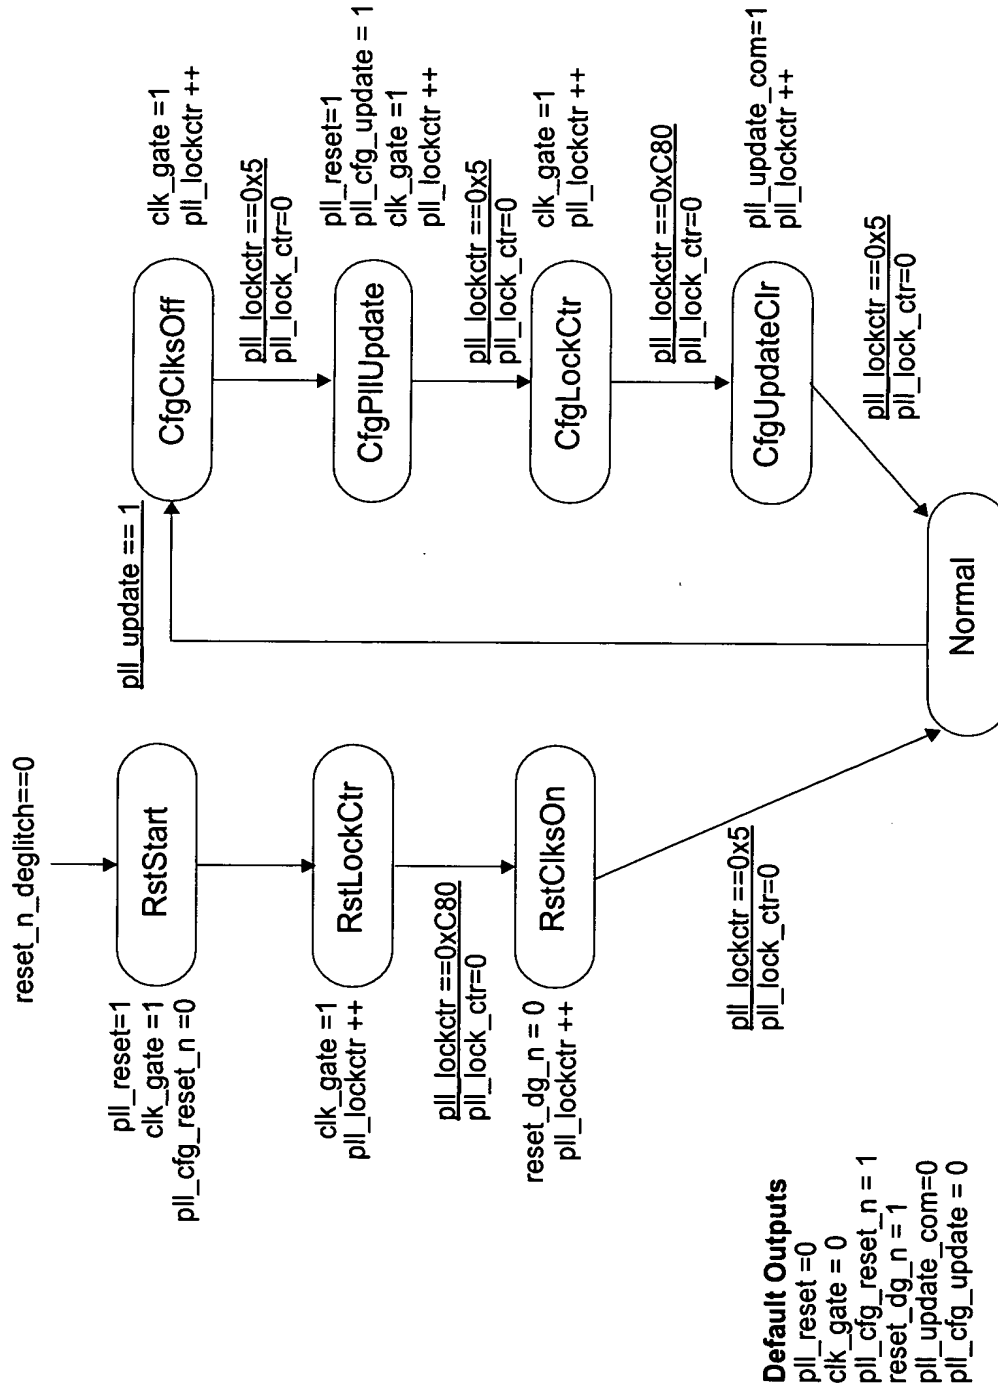 reset_n_deglitch==0
pll_reset=1
clk_gate =1
pll_cfg_reset_n =0
RstStart
clk_gate =1
pll_lockctr ++
RstLockCtr
pll_lockctr ==0xC80
pll_lock_ctr=0
reset_dg_n = 0
pll_lockctr ++
RstClksOn
pll_lockctr ==0x5
pll_lock_ctr=0
Normal
pll_update == 1
CfgClksOff
clk_gate =1
pll_lockctr ++
pll_lockctr ==0x5
pll_lock_ctr=0
CfgPllUpdate
pll_reset=1
pll_cfg_update = 1
clk_gate =1
pll_lockctr ++
pll_lockctr ==0x5
pll_lock_ctr=0
CfgLockCtr
clk_gate =1
pll_lockctr ++
pll_lockctr ==0xC80
pll_lock_ctr=0
CfgUpdateClr
pll_update_com=1
pll_lockctr ++
pll_lockctr ==0x5
pll_lock_ctr=0
Default Outputs
pll_reset =0
clk_gate = 0
pll_cfg_reset_n = 1
reset_dg_n = 1
pll_update_com=0
pll_cfg_update = 0